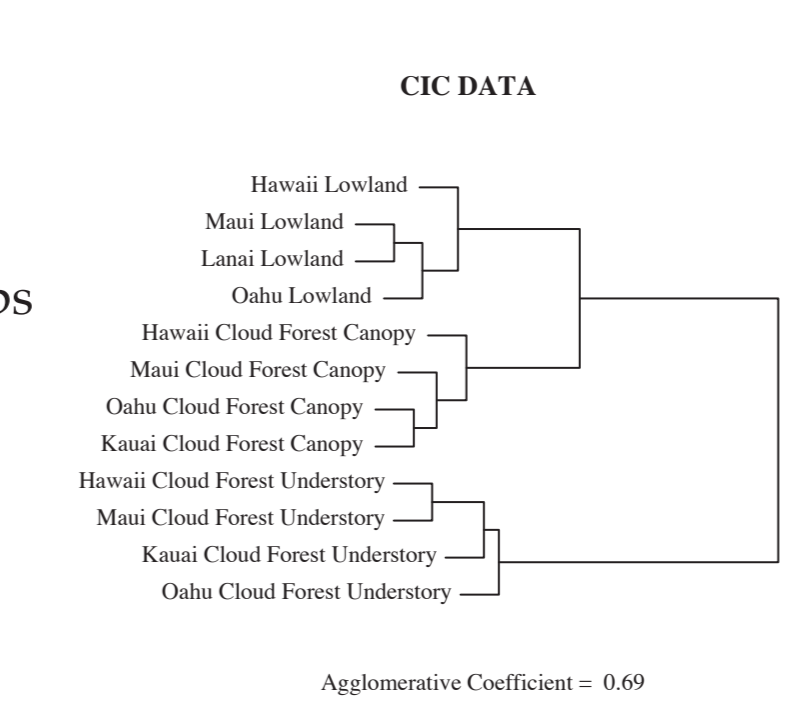 CIC DATA
Hawaii Lowland
Maui Lowland
Lanai Lowland
Oahu Lowland
Hawaii Cloud Forest Canopy
Maui Cloud Forest Canopy
Oahu Cloud Forest Canopy
Kauai Cloud Forest Canopy
Hawaii Cloud Forest Understory
Maui Cloud Forest Understory
Kauai Cloud Forest Understory
Oahu Cloud Forest Understory
Agglomerative Coefficient = 0.69